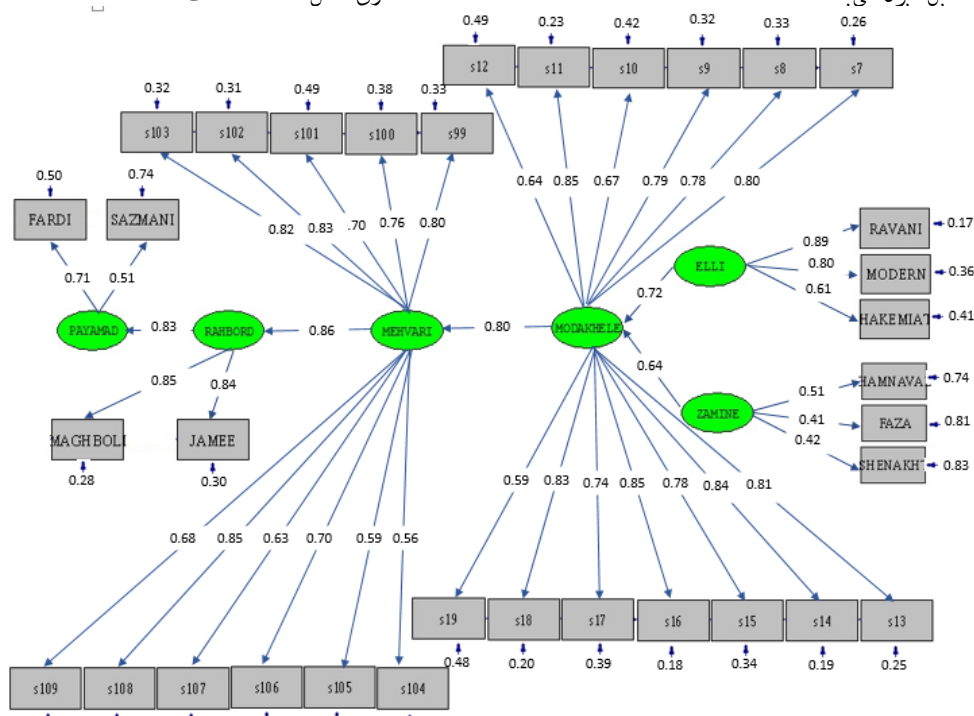 0.49 0.23 0.42 0.32 0.33 0.26
s12 s11 s10 s9 s8 s7
0.32 0.31 0.49 0.38 0.33
s103 s102 s101 s100 s99
0.50 0.74
FARDI SAZMANI
0.64 0.85 0.67 0.79 0.78 0.80
0.82 0.83 .70 0.76 0.80
0.71 0.51
RAVANI 0.17
0.89
ELLI
0.80 MODERN 0.36
0.61
0.72
HAKEMIAT 0.41
PAYAMAD 0.83 RAHBORD 0.86 MEHVARI 0.80 MODAKHELE
0.64
0.85 0.84
HAMNAVA 0.74
0.51
ZAMINE
0.41 FAZA 0.81
0.42
SHENAKH 0.83
MAGHBOLI JAMEE
0.28 0.30
0.59 0.83 0.74 0.85 0.78 0.84 0.81
0.68 0.85 0.63 0.70 0.59 0.56
s19 s18 s17 s16 s15 s14 s13
0.48 0.20 0.39 0.18 0.34 0.19 0.25
s109 s108 s107 s106 s105 s104